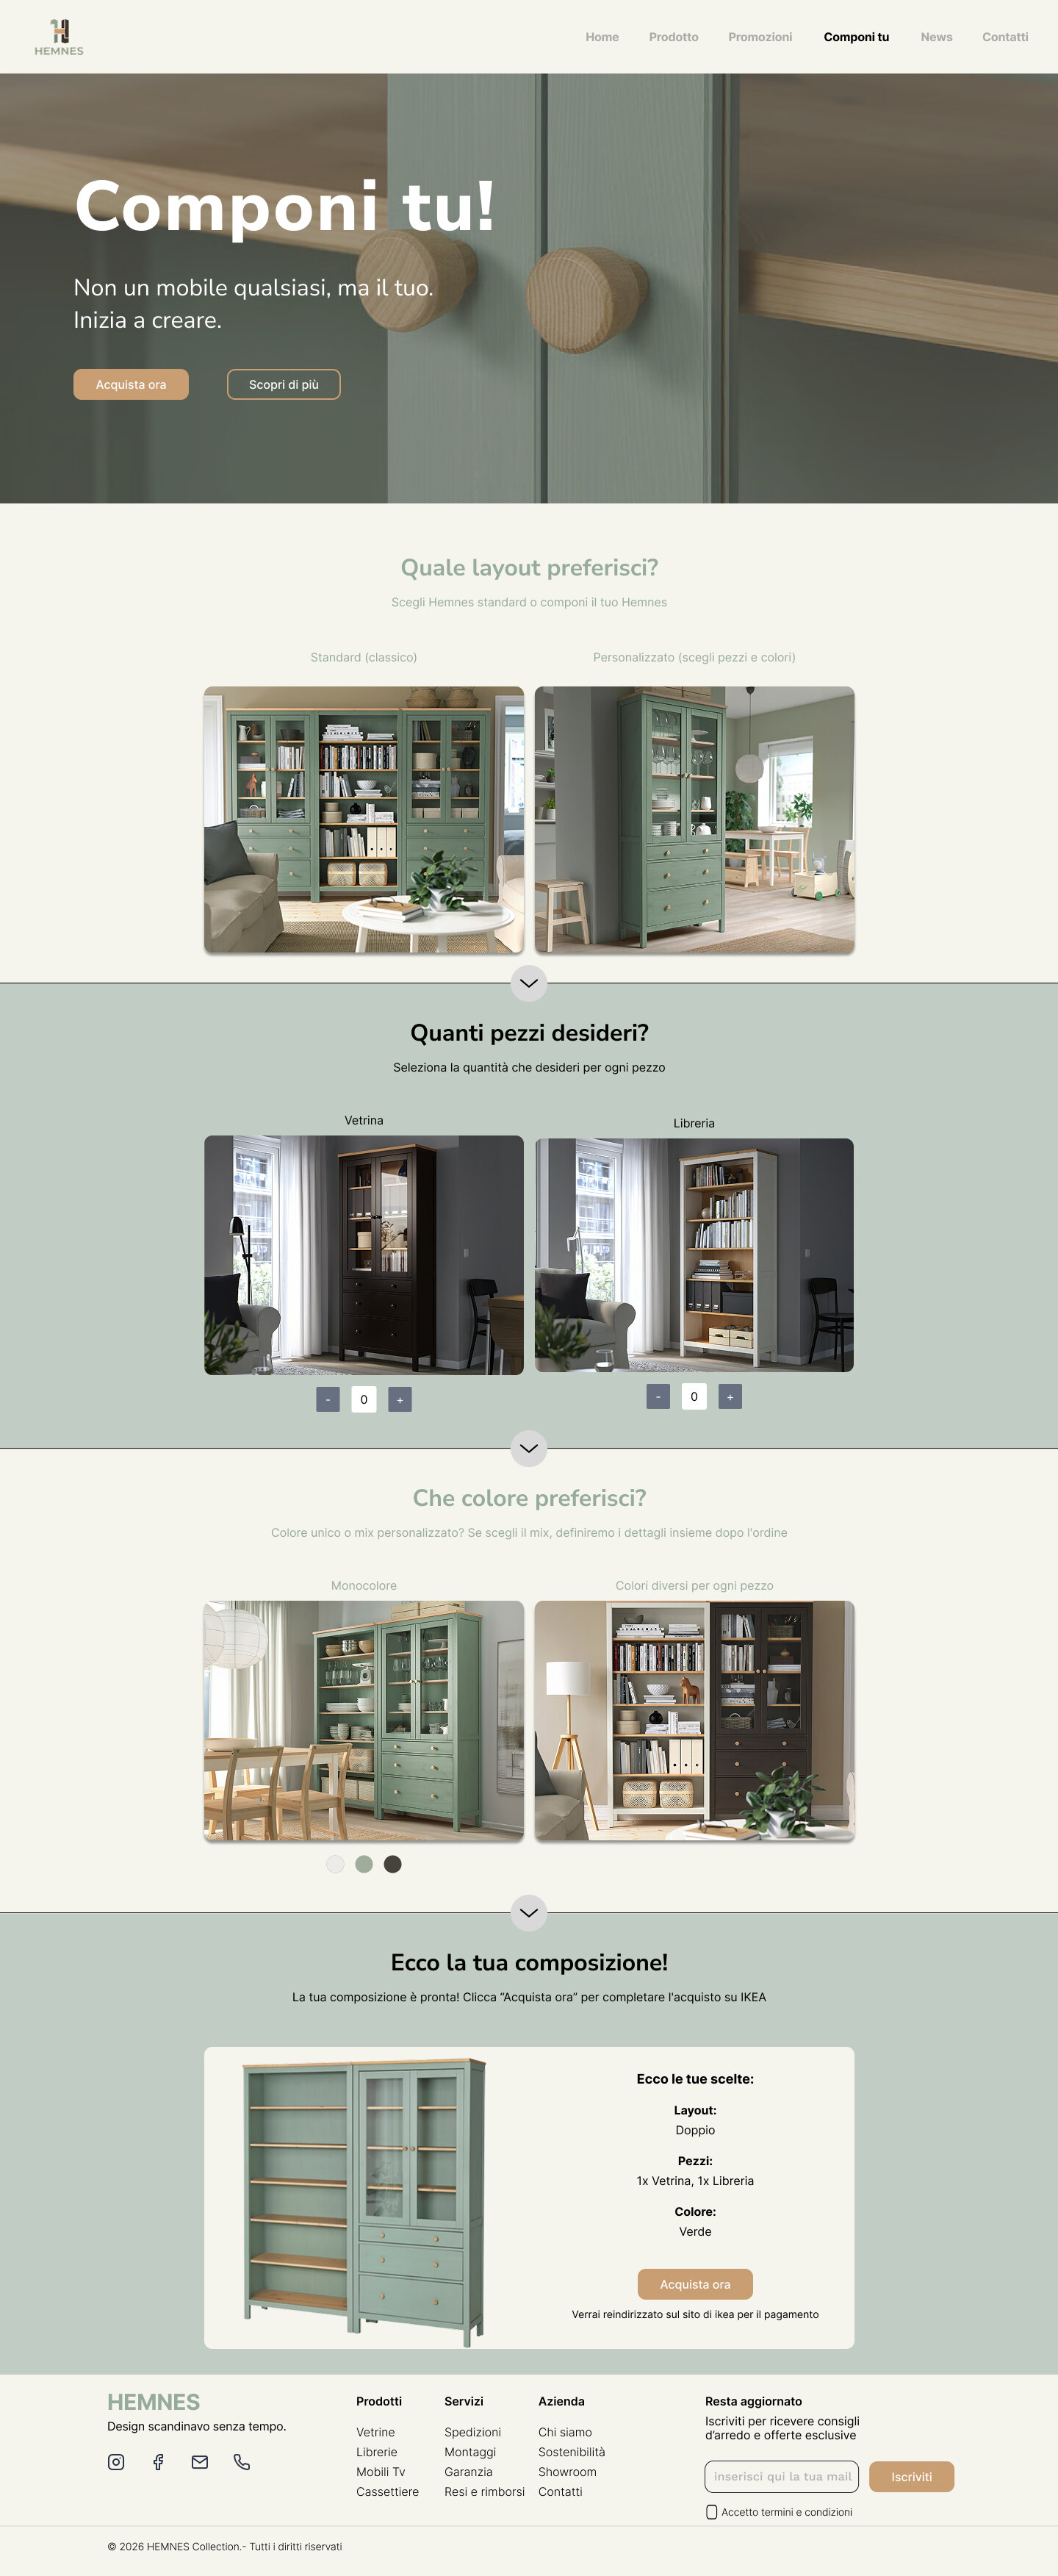 HEMNES
Home Prodotto Promozioni Componi tu News Contatti
Componi tu!
Non un mobile qualsiasi, ma il tuo.
Inizia a creare.
Acquista ora Scopri di più
Quale layout preferisci?
Scegli Hemnes standard o componi il tuo Hemnes
Standard (classico) Personalizzato (scegli pezzi e colori)
Quanti pezzi desideri?
Seleziona la quantità che desideri per ogni pezzo
Vetrina Libreria
- 0 + - 0 +
Che colore preferisci?
Colore unico o mix personalizzato? Se scegli il mix, definiremo i dettagli insieme dopo l'ordine
Monocolore Colori diversi per ogni pezzo
Ecco la tua composizione!
La tua composizione è pronta! Clicca “Acquista ora” per completare l'acquisto su IKEA
Ecco le tue scelte:
Layout:
Doppio
Pezzi:
1x Vetrina, 1x Libreria
Colore:
Verde
Acquista ora
Verrai reindirizzato sul sito di ikea per il pagamento
HEMNES
Design scandinavo senza tempo.
Prodotti
Vetrine
Librerie
Mobili Tv
Cassettiere
Servizi
Spedizioni
Montaggi
Garanzia
Resi e rimborsi
Azienda
Chi siamo
Sostenibilità
Showroom
Contatti
Resta aggiornato
Iscriviti per ricevere consigli
d’arredo e offerte esclusive
inserisci qui la tua mail Iscriviti
Accetto termini e condizioni
© 2026 HEMNES Collection.- Tutti i diritti riservati